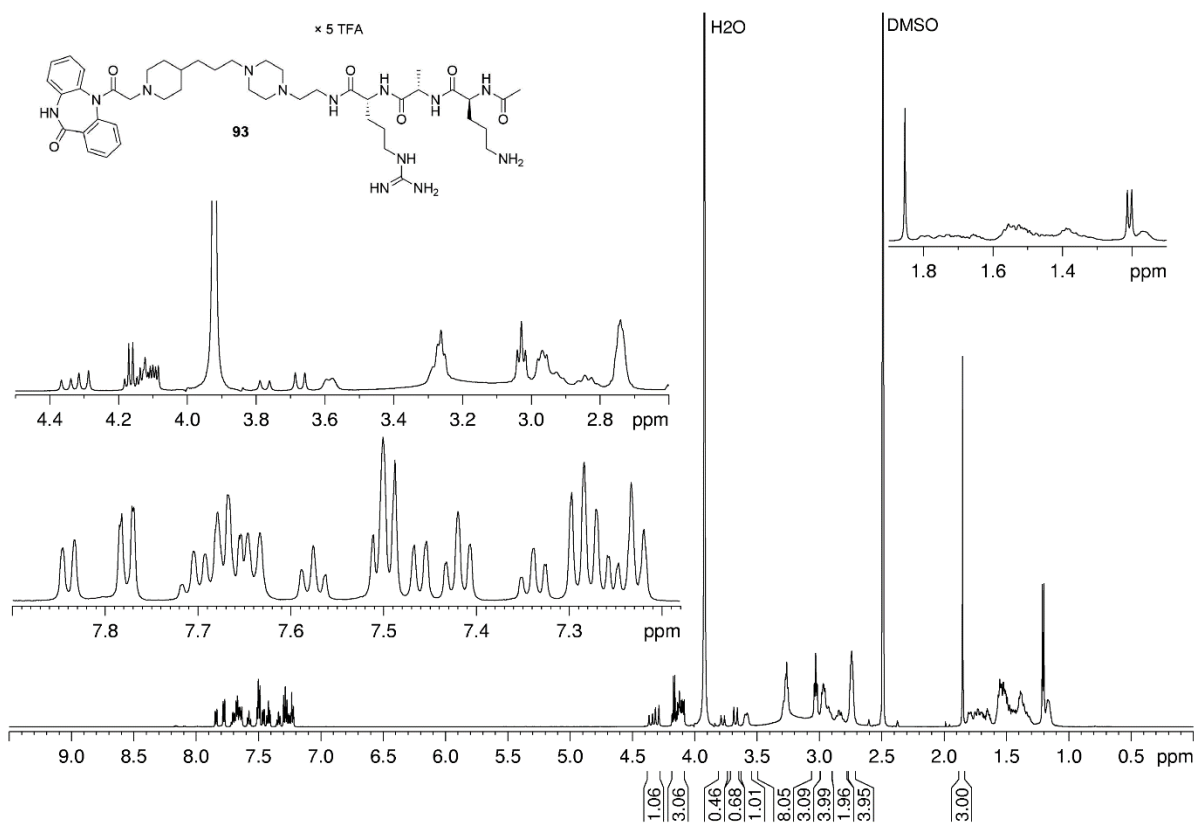 H2O
DMSO
× 5 TFA
O
N
O
H
N
O
H
N
N
N
N
N
H
O
N
H
O
HN
O
93
N
H
NH2
HN
NH2
1.8 1.6 1.4 ppm
4.4 4.2 4.0 3.8 3.6 3.4 3.2 3.0 2.8 ppm
7.8 7.7 7.6 7.5 7.4 7.3 ppm
9.0 8.5 8.0 7.5 7.0 6.5 6.0 5.5 5.0 4.5 4.0 3.5 3.0 2.5 2.0 1.5 1.0 0.5 0.0 ppm
1.06 3.06 0.46 0.68 1.01 8.05 3.09 3.99 1.96 3.95 3.00